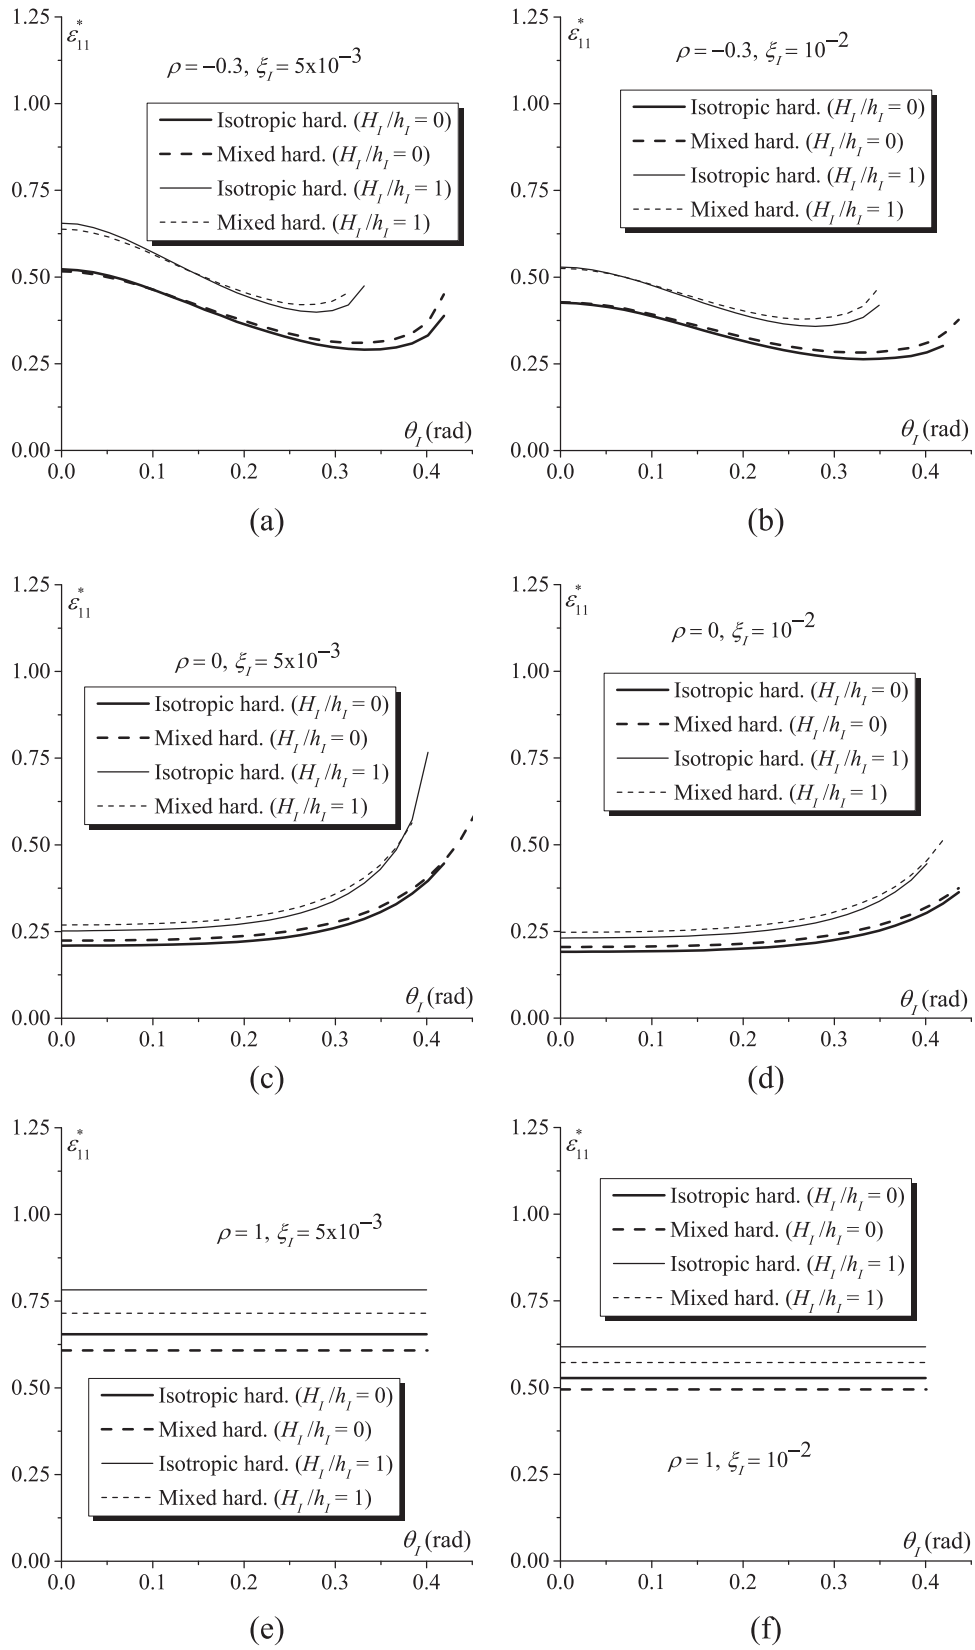 1.25
1.00
0.75
0.50
0.25
0.00
ε*11
ρ = −0.3, ξI = 5x10−3
Isotropic hard. (HI/hI = 0)
Mixed hard. (HI/hI = 0)
Isotropic hard. (HI/hI = 1)
Mixed hard. (HI/hI = 1)
θI (rad)
0.0 0.1 0.2 0.3 0.4
(a)
1.25
1.00
0.75
0.50
0.25
0.00
ε*11
ρ = −0.3, ξI = 10−2
Isotropic hard. (HI/hI = 0)
Mixed hard. (HI/hI = 0)
Isotropic hard. (HI/hI = 1)
Mixed hard. (HI/hI = 1)
θI (rad)
0.0 0.1 0.2 0.3 0.4
(b)
1.25
1.00
0.75
0.50
0.25
0.00
ε*11
ρ = 0, ξI = 5x10−3
Isotropic hard. (HI/hI = 0)
Mixed hard. (HI/hI = 0)
Isotropic hard. (HI/hI = 1)
Mixed hard. (HI/hI = 1)
θI (rad)
0.0 0.1 0.2 0.3 0.4
(c)
1.25
1.00
0.75
0.50
0.25
0.00
ε*11
ρ = 0, ξI = 10−2
Isotropic hard. (HI/hI = 0)
Mixed hard. (HI/hI = 0)
Isotropic hard. (HI/hI = 1)
Mixed hard. (HI/hI = 1)
θI (rad)
0.0 0.1 0.2 0.3 0.4
(d)
1.25
1.00
0.75
0.50
0.25
0.00
ε*11
ρ = 1, ξI = 5x10−3
Isotropic hard. (HI/hI = 0)
Mixed hard. (HI/hI = 0)
Isotropic hard. (HI/hI = 1)
Mixed hard. (HI/hI = 1)
θI (rad)
0.0 0.1 0.2 0.3 0.4
(e)
1.25
1.00
0.75
0.50
0.25
0.00
ε*11
Isotropic hard. (HI/hI = 0)
Mixed hard. (HI/hI = 0)
Isotropic hard. (HI/hI = 1)
Mixed hard. (HI/hI = 1)
ρ = 1, ξI = 10−2
θI (rad)
0.0 0.1 0.2 0.3 0.4
(f)